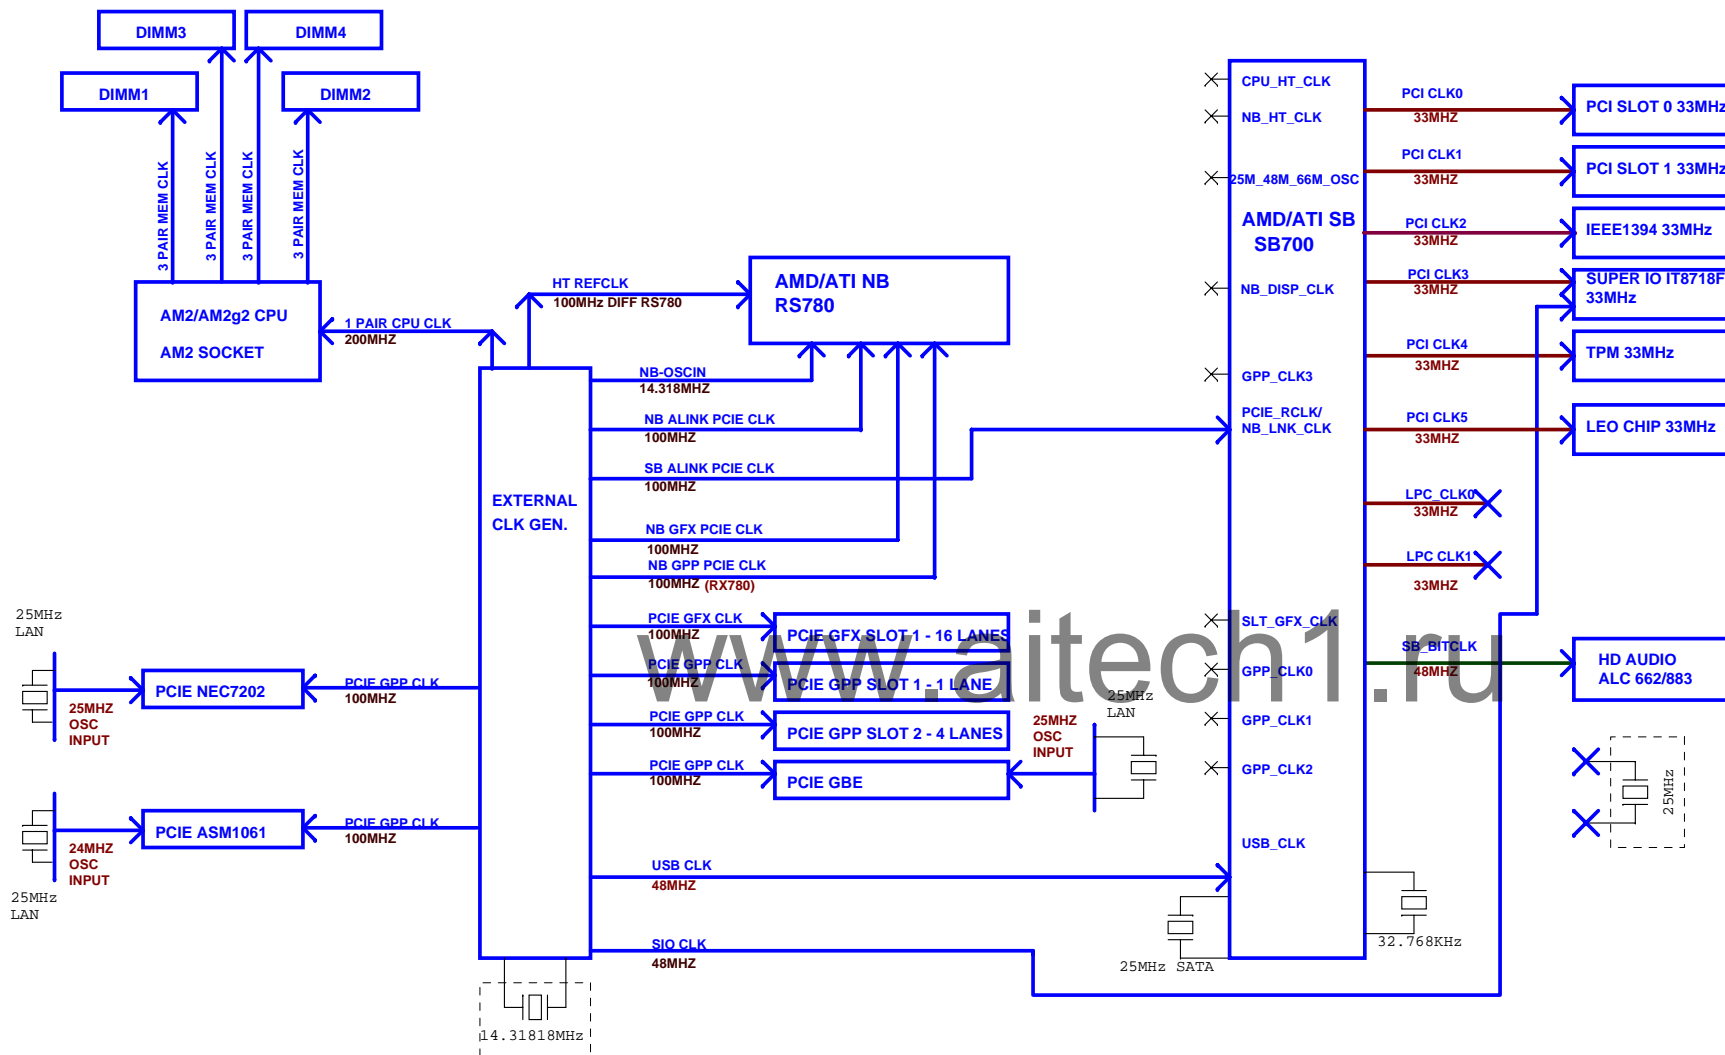 DIMM3
DIMM4
DIMM1
DIMM2
3 PAIR MEM CLK
3 PAIR MEM CLK
3 PAIR MEM CLK
3 PAIR MEM CLK
AM2/AM2g2 CPU
AM2 SOCKET
1 PAIR CPU CLK
200MHZ
HT REFCLK
100MHz DIFF RS780
AMD/ATI NB
RS780
EXTERNAL
CLK GEN.
NB-OSCIN
14.318MHZ
NB ALINK PCIE CLK
100MHZ
SB ALINK PCIE CLK
100MHZ
NB GFX PCIE CLK
100MHZ
NB GPP PCIE CLK
100MHZ (RX780)
PCIE GFX CLK
100MHZ
PCIE GFX SLOT 1 - 16 LANES
PCIE GPP CLK
100MHZ
PCIE GPP SLOT 1 - 1 LANE
PCIE GPP CLK
100MHZ
PCIE GPP SLOT 2 - 4 LANES
PCIE GPP CLK
100MHZ
PCIE GBE
25MHZ
OSC
INPUT
25MHz
LAN
USB CLK
48MHZ
SIO CLK
48MHZ
14.31818MHz
25MHz
LAN
25MHZ
OSC
INPUT
PCIE NEC7202
PCIE GPP CLK
100MHZ
24MHZ
OSC
INPUT
25MHz
LAN
PCIE ASM1061
PCIE GPP CLK
100MHZ
CPU_HT_CLK
NB_HT_CLK
25M_48M_66M_OSC
AMD/ATI SB
SB700
NB_DISP_CLK
GPP_CLK3
PCIE_RCLK/
NB_LNK_CLK
SLT_GFX_CLK
GPP_CLK0
GPP_CLK1
GPP_CLK2
USB_CLK
25MHz SATA
32.768KHz
PCI CLK0
33MHZ
PCI SLOT 0 33MHz
PCI CLK1
33MHZ
PCI SLOT 1 33MHz
PCI CLK2
33MHZ
IEEE1394 33MHz
PCI CLK3
33MHZ
SUPER IO IT8718F
33MHz
PCI CLK4
33MHZ
TPM 33MHz
PCI CLK5
33MHZ
LEO CHIP 33MHz
LPC_CLK0
33MHZ
LPC CLK1
33MHZ
SB_BITCLK
48MHZ
HD AUDIO
ALC 662/883
25MHz
www.aitech1.ru